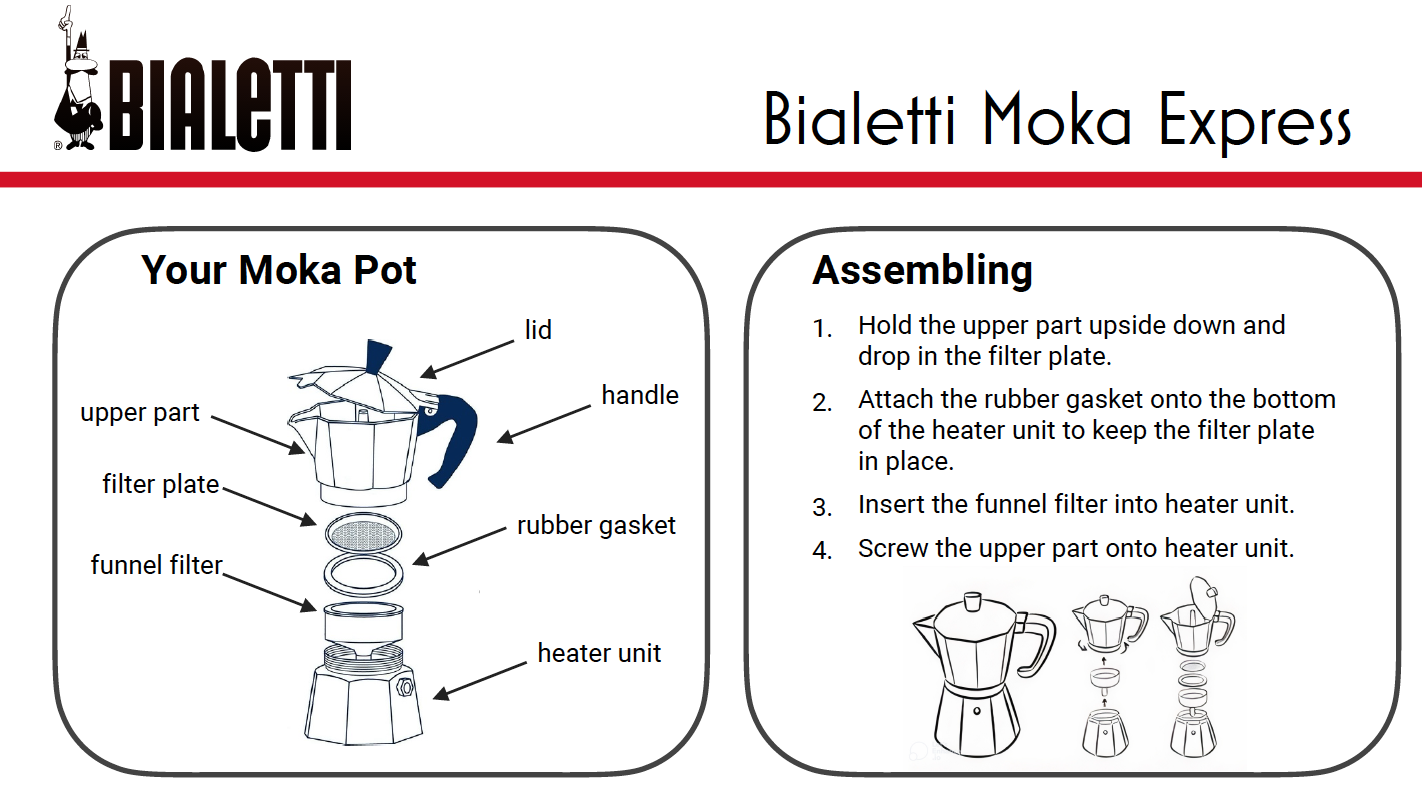 BIALETTI
®
Bialetti Moka Express
Your Moka Pot
lid
handle
upper part
filter plate
rubber gasket
funnel filter
heater unit
Assembling
1. Hold the upper part upside down and
drop in the filter plate.
2. Attach the rubber gasket onto the bottom
of the heater unit to keep the filter plate
in place.
3. Insert the funnel filter into heater unit.
4. Screw the upper part onto heater unit.